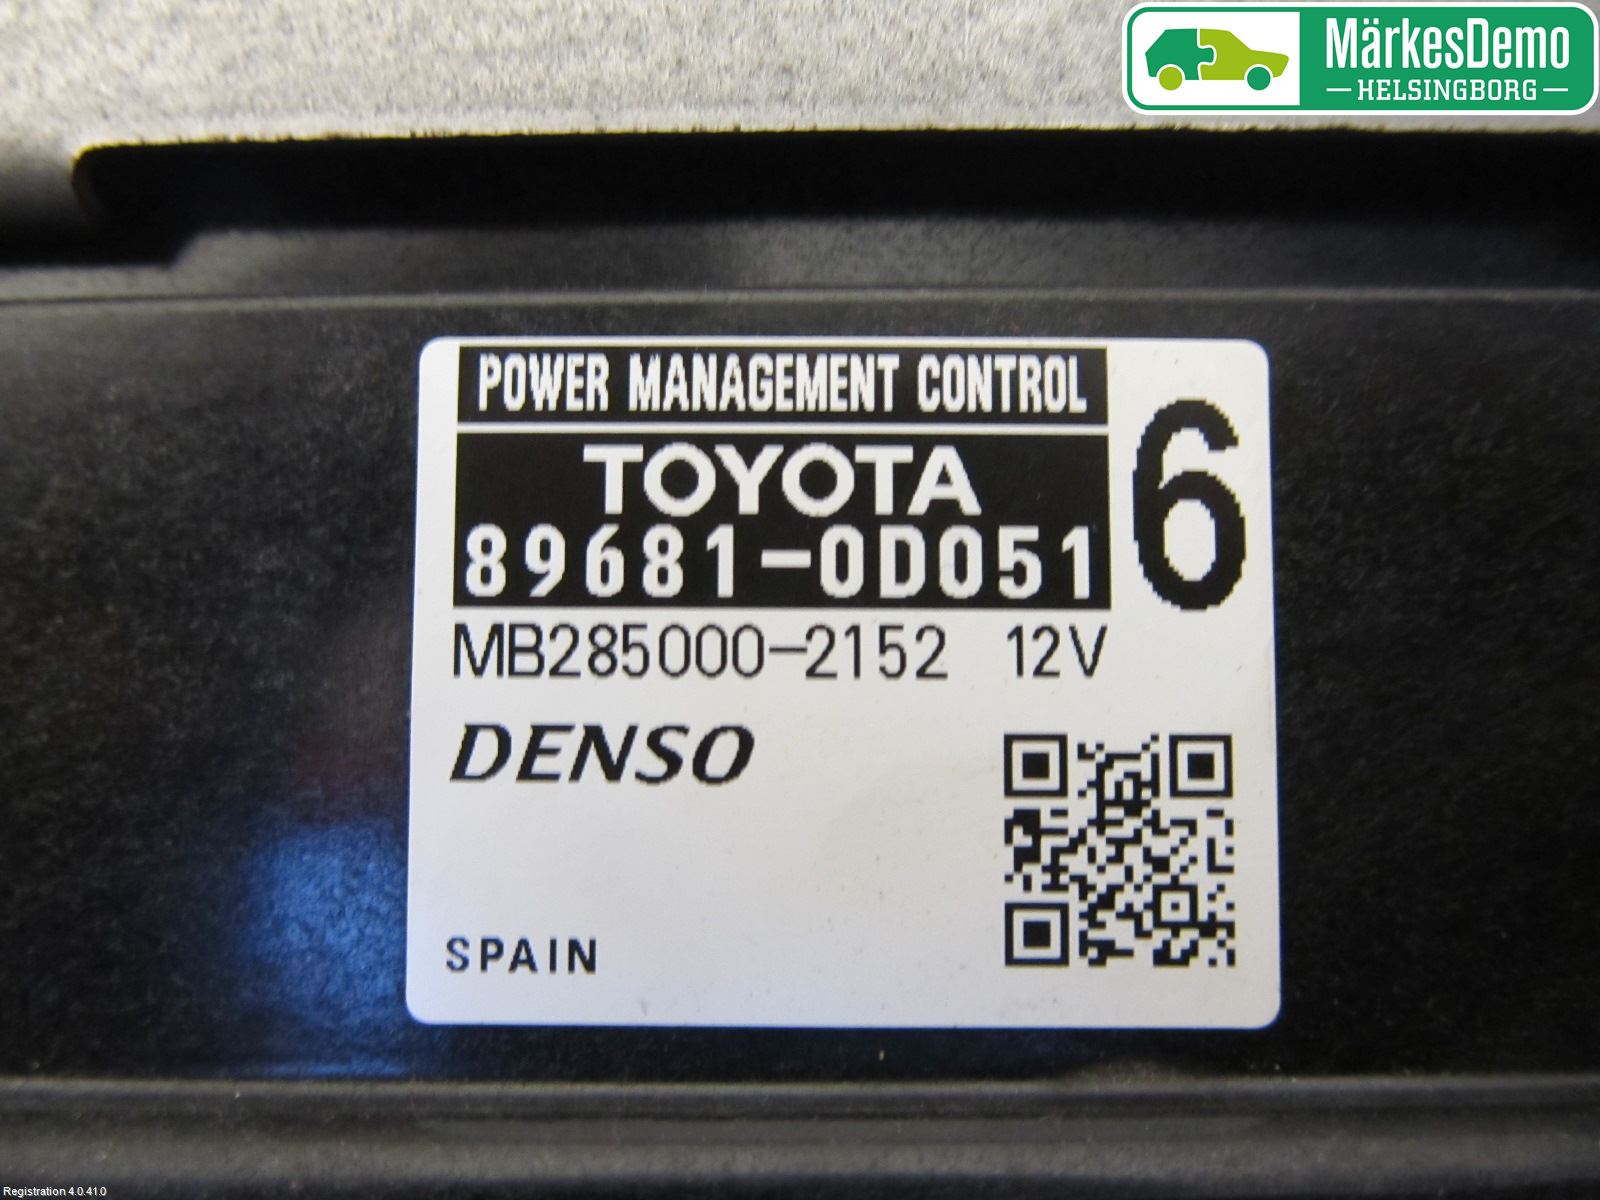 MärkesDemo
HELSINGBORG
POWER MANAGEMENT CONTROL
TOYOTA
89681-0D051
6
MB285000-2152 12V
DENSO
SPAIN
Registration 4.0.41.0